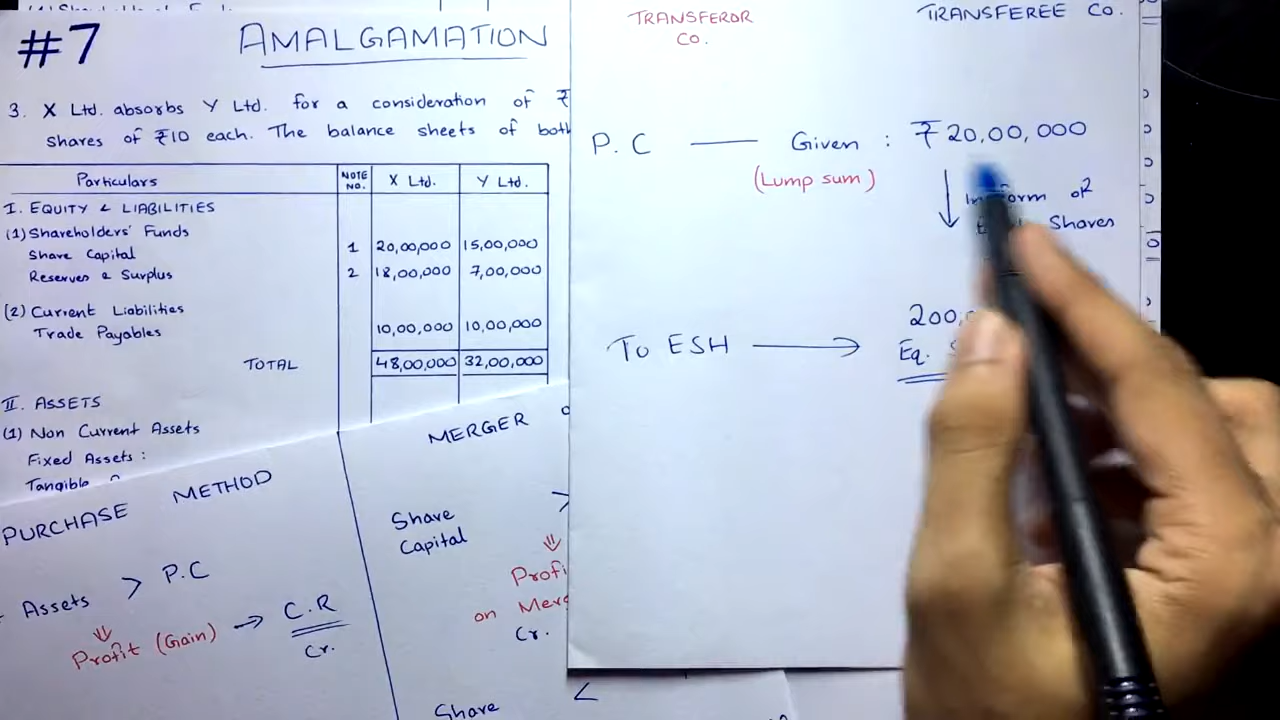 #7
AMALGAMATION
3. X Ltd. absorbs Y Ltd. for a consideration of ₹
shares of ₹10 each. The balance sheets of both
Particulars NOTE NO. X Ltd. Y Ltd.
I. EQUITY & LIABILITIES
(1) Shareholders' Funds
Share Capital 1 20,00,000 15,00,000
Reserves & Surplus 2 18,00,000 7,00,000
(2) Current Liabilities
Trade Payables 10,00,000 10,00,000
TOTAL 48,00,000 32,00,000
II. ASSETS
(1) Non Current Assets
Fixed Assets :
Tangible
PURCHASE METHOD
Assets > P.C
Profit (Gain) → C.R
Cr.
MERGER
Share >
Capital
on
Cr.
Share <
TRANSFEROR
CO.
TRANSFEREE CO.
P.C — Given : ₹20,00,000
(Lump sum)
of
Shares
To ESH → 
Eq.